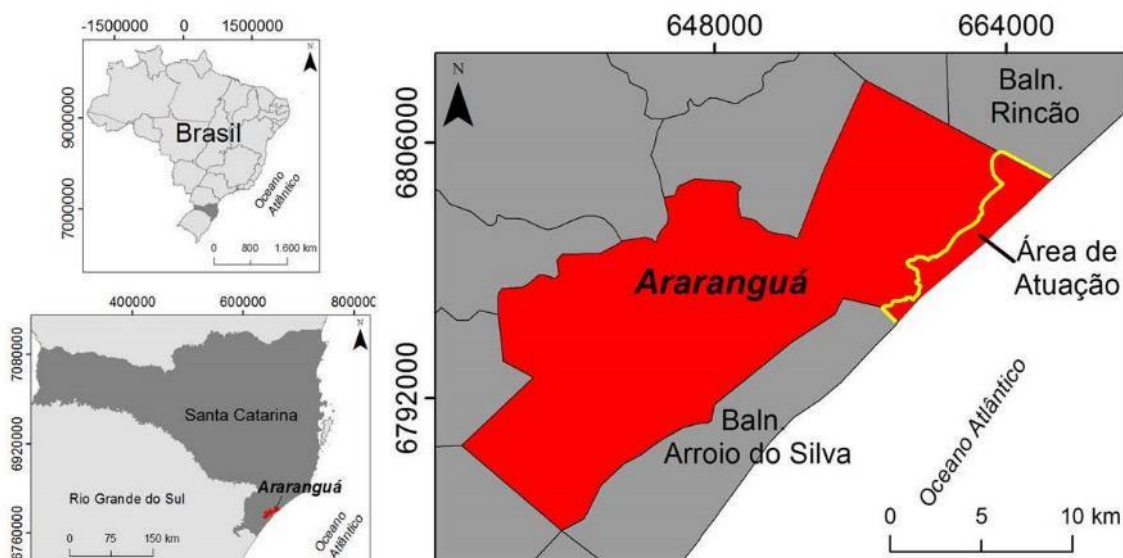 -1500000 0 1500000
N
9000000
7000000
Brasil
Oceano
Atlântico
0 800 1.600 km
400000 600000 800000
N
7080000
6920000
6760000
Santa Catarina
Araranguá
Rio Grande do Sul
0 75 150 km
Oceano
Atlântico
648000 664000
N
6806000
6792000
Baln.
Rincão
Área de
Atuação
Araranguá
Baln.
Arroio do Silva
Oceano Atlântico
0 5 10 km